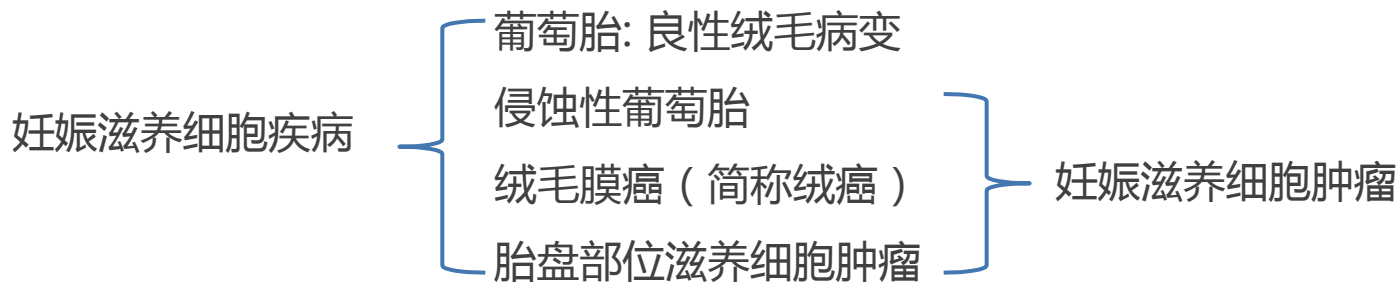 妊娠滋养细胞疾病
葡萄胎: 良性绒毛病变
侵蚀性葡萄胎
绒毛膜癌（简称绒癌）
胎盘部位滋养细胞肿瘤
妊娠滋养细胞肿瘤